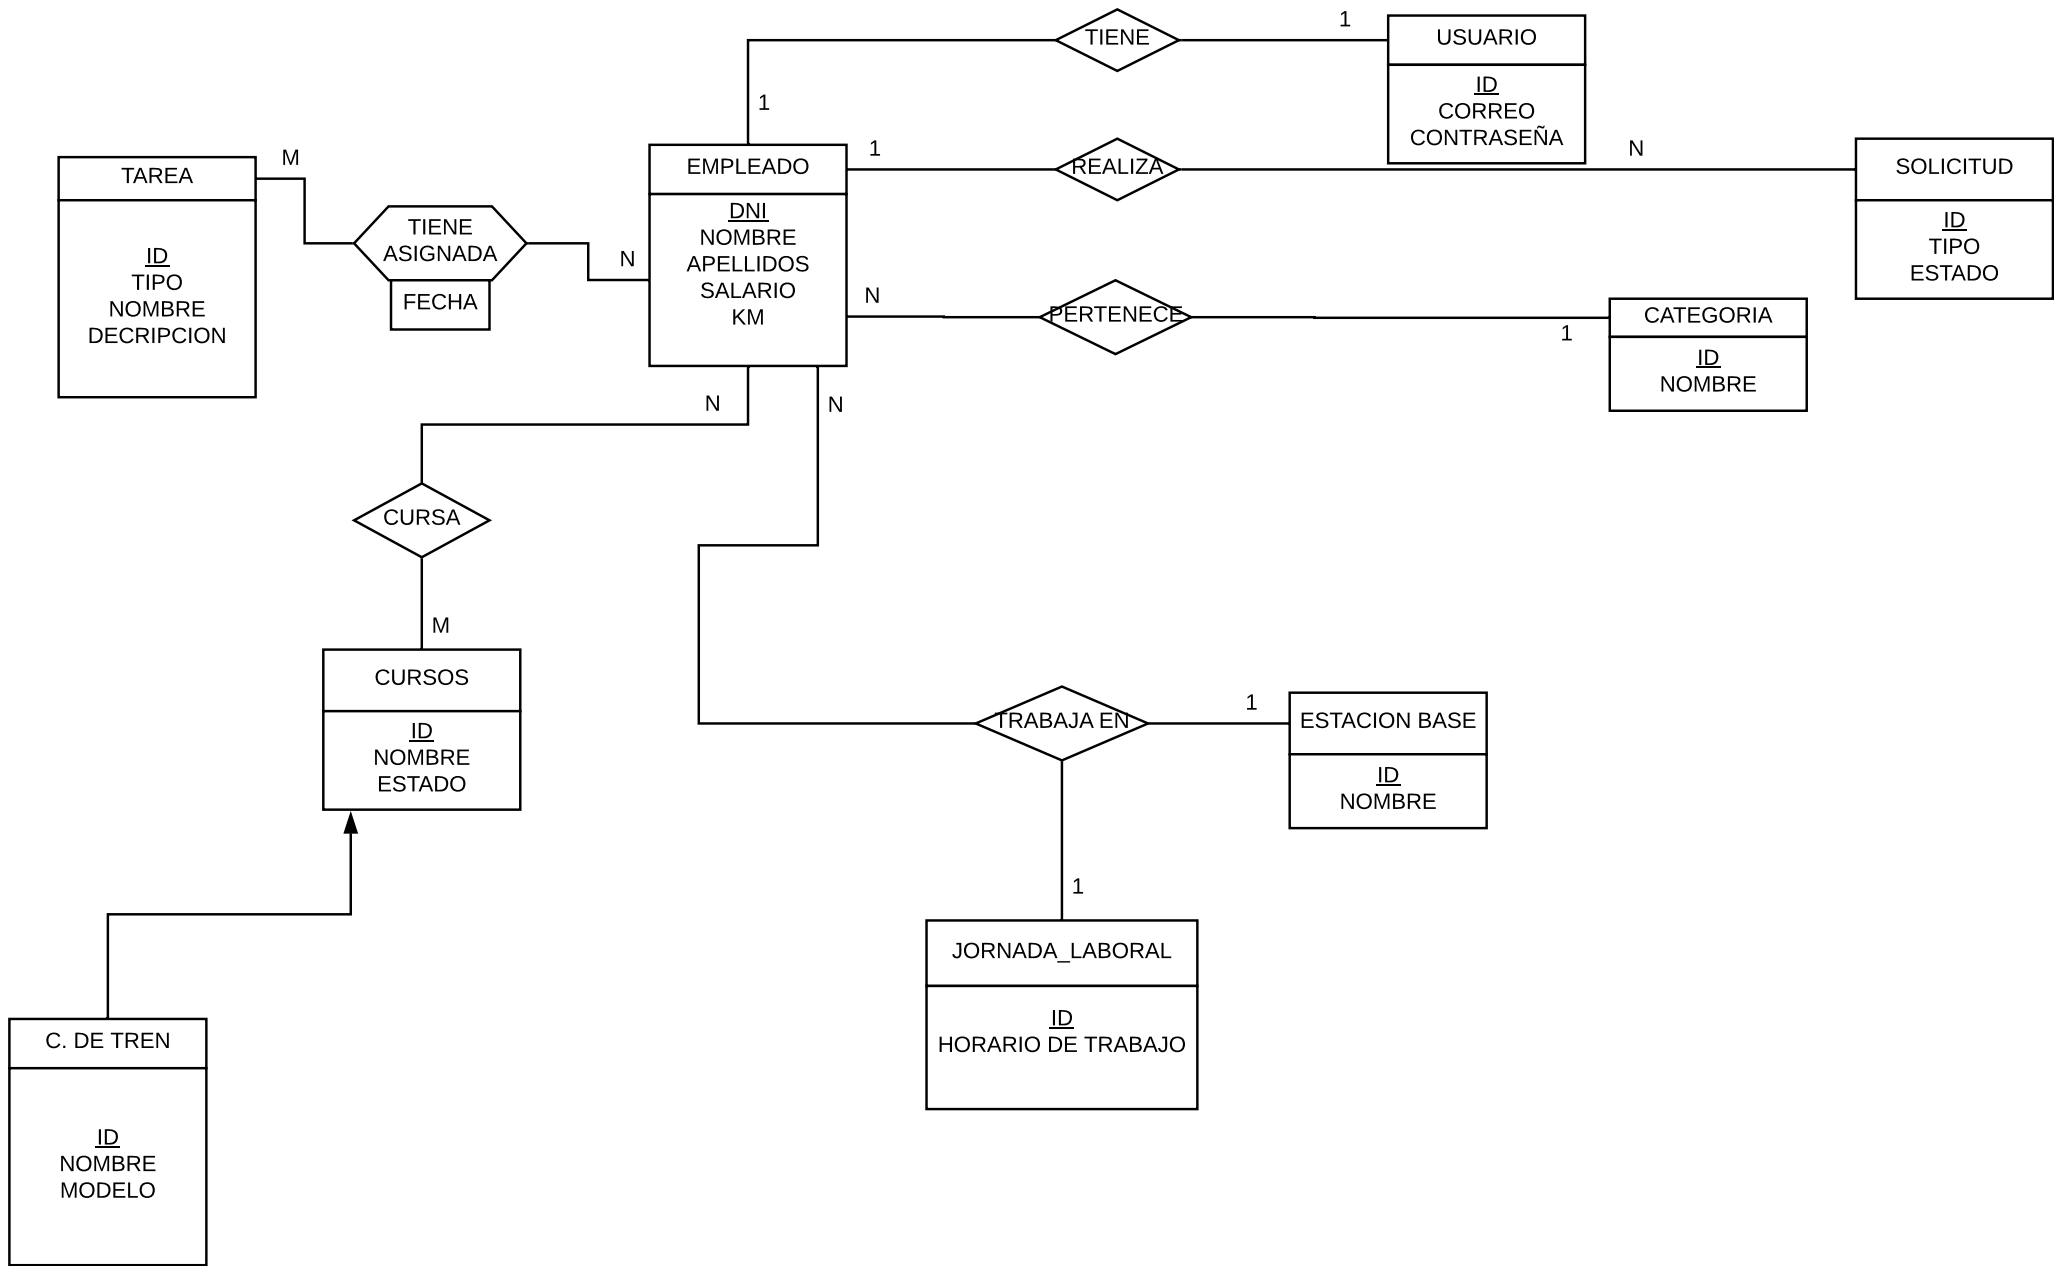 TIENE
1
USUARIO
ID
CORREO
CONTRASEÑA
1
1
REALIZA
N
SOLICITUD
ID
TIPO
ESTADO
TAREA
M
ID
TIPO
NOMBRE
DECRIPCION
TIENE
ASIGNADA
FECHA
N
EMPLEADO
DNI
NOMBRE
APELLIDOS
SALARIO
KM
N
PERTENECE
1
CATEGORIA
ID
NOMBRE
N
N
CURSA
M
CURSOS
ID
NOMBRE
ESTADO
TRABAJA EN
1
ESTACION BASE
ID
NOMBRE
1
JORNADA_LABORAL
ID
HORARIO DE TRABAJO
C. DE TREN
ID
NOMBRE
MODELO